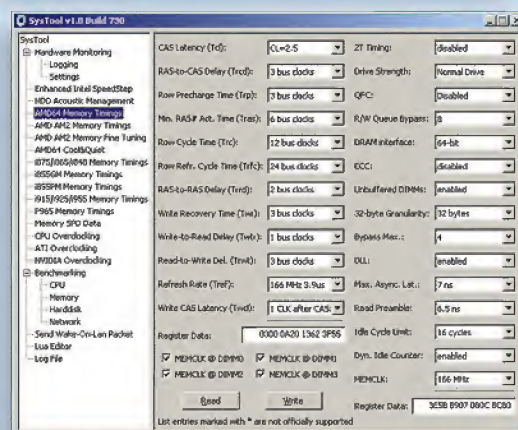 SysTool v1.0 Build 730
SysTool
Hardware Monitoring
Logging
Settings
Enhanced Intel SpeedStep
HDD Acoustic Management
AMD64 Memory Timings
AMD AM2 Memory Timings
AMD AM2 Memory Fine Tuning
AMD64 Cool&Quiet
i875/i865/i848 Memory Timings
i855GM Memory Timings
i855PM Memory Timings
i915/i925/i955 Memory Timings
P965 Memory Timings
Memory SPD Data
CPU Overclocking
ATI Overclocking
NVIDIA Overclocking
Benchmarking
CPU
Memory
Harddisk
Network
Send Wake-On-Lan Packet
Lua Editor
Log File
CAS Latency (Tcl): CL=2.5
RAS-to-CAS Delay (Trcd): 3 bus clocks
Row Precharge Time (Trp): 3 bus clocks
Min. RAS# Act. Time (Tras): 6 bus clocks
Row Cycle Time (Trc): 12 bus clocks
Row Refr. Cycle Time (Trfc): 24 bus clocks
RAS-to-RAS Delay (Trrd): 2 bus clocks
Write Recovery Time (Twr): 3 bus clocks
Write-to-Read Delay (Twtr): 1 bus clocks
Read-to-Write Del. (Trwt): 3 bus clocks
Refresh Rate (Tref): 166 MHz 3.9us
Write CAS Latency (Twcl): 1 CLK after CAS
Register Data: 0000 0A20 1362 3F55
MEMCLK @ DIMM0 MEMCLK @ DIMM1
MEMCLK @ DIMM2 MEMCLK @ DIMM3
Read Write
List entries marked with * are not officially supported
2T Timing: disabled
Drive Strength: Normal Drive
QFC: Disabled
R/W Queue Bypass: 8
DRAM interface: 64-bit
ECC: disabled
Unbuffered DIMMs: enabled
32-byte Granularity: 32 bytes
Bypass Max.: 4
DLL: enabled
Max. Async. Lat.: 7 ns
Read Preamble: 6.5 ns
Idle Cycle Limit: 16 cycles
Dyn. Idle Counter: enabled
MEMCLK: 166 MHz
Register Data: